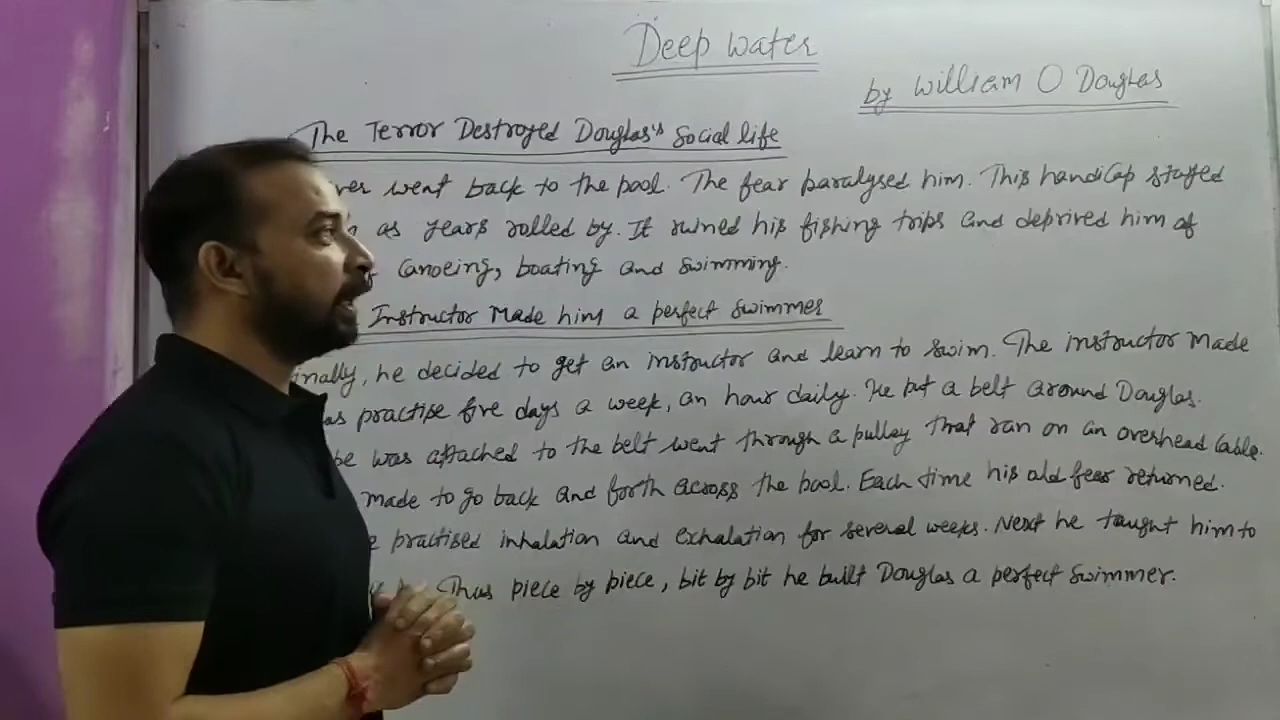 Deep Water
by William O Douglas
The Terror Destroyed Douglas's Social life
went back to the pool. The fear paralysed him. This handicap stayed
as years rolled by. It ruined his fishing trips and deprived him of
Canoeing, boating and swimming.
Instructor Made him a perfect Swimmer
he decided to get an instructor and learn to swim. The instructor made
practise five days a week, an hour daily. He put a belt around Douglas.
was attached to the belt went through a pulley that ran on an overhead cable.
made to go back and forth across the pool. Each time his old fear returned.
practised inhalation and exhalation for several weeks. Next he taught him to
Thus piece by piece, bit by bit he built Douglas a perfect swimmer.